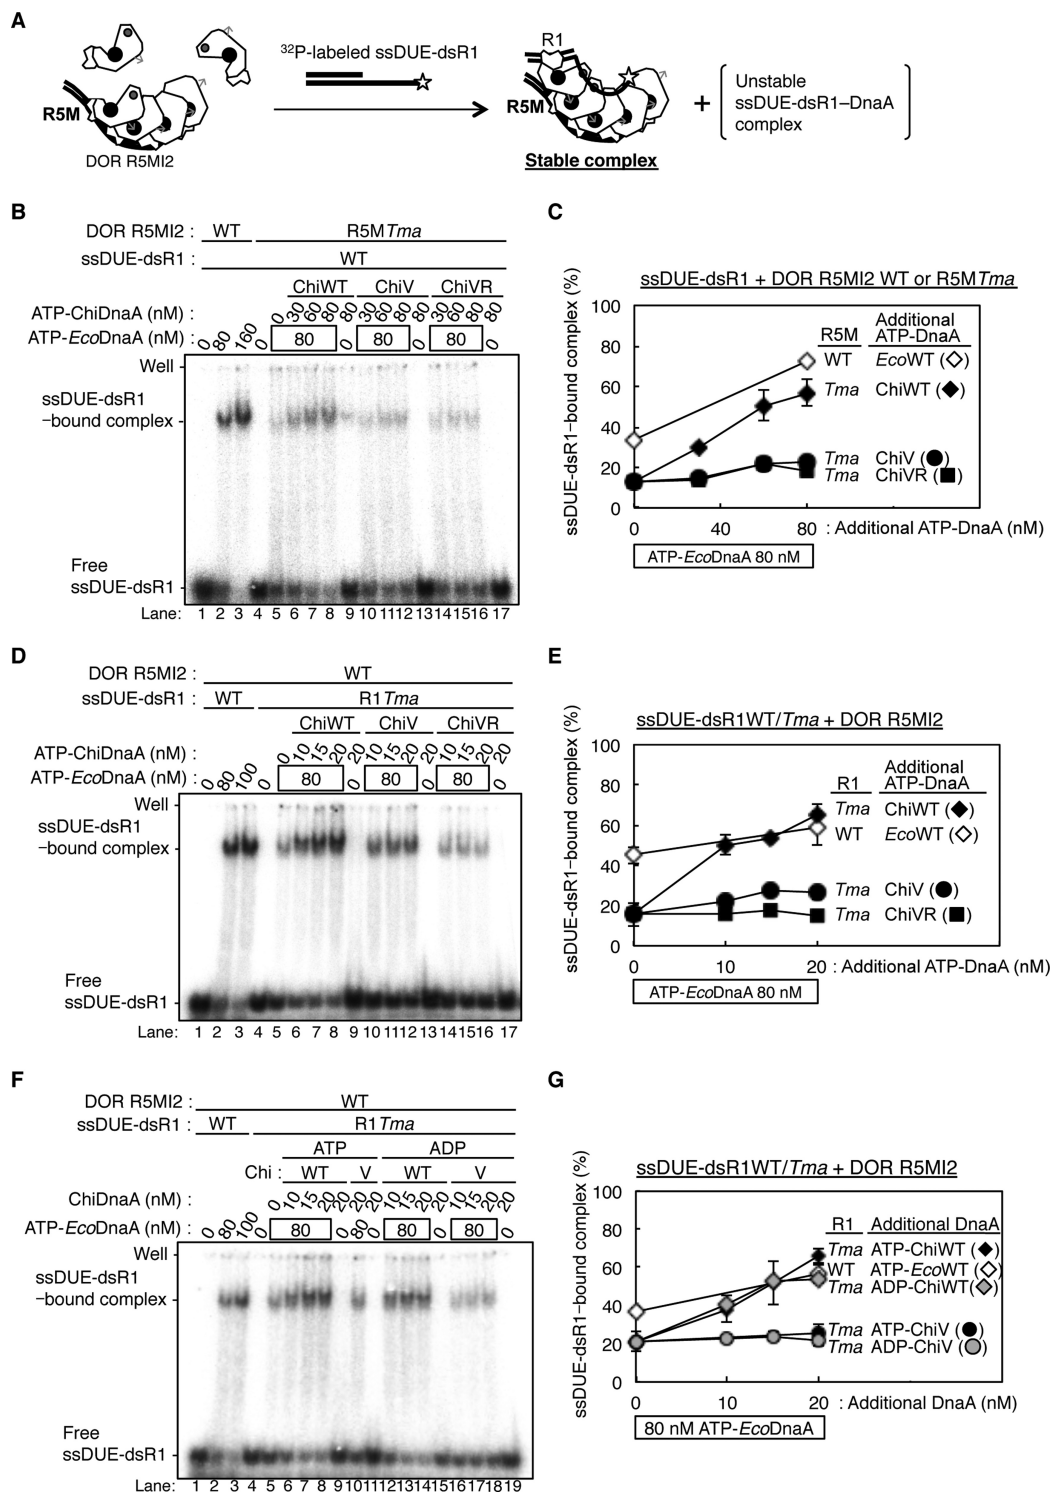 A
32P-labeled ssDUE-dsR1
R1
R5M
R5M
+
Unstable
ssDUE-dsR1–DnaA
complex
DOR R5MI2
Stable complex
B
DOR R5MI2 : WT R5MTma
ssDUE-dsR1 : WT
ChiWT ChiV ChiVR
ATP-ChiDnaA (nM) : 0 30 60 80 80 30 60 80 80 30 60 80 80
ATP-EcoDnaA (nM) : 0 80 160 0 80 0 80 0 80 0
Well
ssDUE-dsR1
–bound complex
Free
ssDUE-dsR1
Lane: 1 2 3 4 5 6 7 8 9 10 11 12 13 14 15 16 17
C
ssDUE-dsR1 + DOR R5MI2 WT or R5MTma
ssDUE-dsR1–bound complex (%)
100
80
60
40
20
0
R5M Additional ATP-DnaA
WT EcoWT (◇)
Tma ChiWT (◆)
Tma ChiV (●)
Tma ChiVR (■)
0 40 80 : Additional ATP-DnaA (nM)
ATP-EcoDnaA 80 nM
D
DOR R5MI2 : WT
ssDUE-dsR1 : WT R1Tma
ChiWT ChiV ChiVR
ATP-ChiDnaA (nM) : 0 10 15 20 20 10 15 20 20 10 15 20 20
ATP-EcoDnaA (nM) : 0 80 100 0 80 0 80 0 80 0
Well
ssDUE-dsR1
–bound complex
Free
ssDUE-dsR1
Lane: 1 2 3 4 5 6 7 8 9 10 11 12 13 14 15 16 17
E
ssDUE-dsR1WT/Tma + DOR R5MI2
ssDUE-dsR1–bound complex (%)
100
80
60
40
20
0
R1 Additional ATP-DnaA
Tma ChiWT (◆)
WT EcoWT (◇)
Tma ChiV (●)
Tma ChiVR (■)
0 10 20 : Additional ATP-DnaA (nM)
ATP-EcoDnaA 80 nM
F
DOR R5MI2 : WT
ssDUE-dsR1 : WT R1Tma
ATP ADP
Chi : WT V WT V
ChiDnaA (nM) : 0 10 15 20 20 20 20 10 15 20 20 10 15 20 20
ATP-EcoDnaA (nM) : 0 80 100 0 80 0 80 0 80 0 80 0
Well
ssDUE-dsR1
–bound complex
Free
ssDUE-dsR1
Lane: 1 2 3 4 5 6 7 8 9 10 11 12 13 14 15 16 17 18 19
G
ssDUE-dsR1WT/Tma + DOR R5MI2
ssDUE-dsR1–bound complex (%)
100
80
60
40
20
0
R1 Additional DnaA
Tma ATP-ChiWT (◆)
WT ATP-EcoWT (◇)
Tma ADP-ChiWT(◆)
Tma ATP-ChiV (●)
Tma ADP-ChiV (●)
0 10 20 : Additional DnaA (nM)
80 nM ATP-EcoDnaA